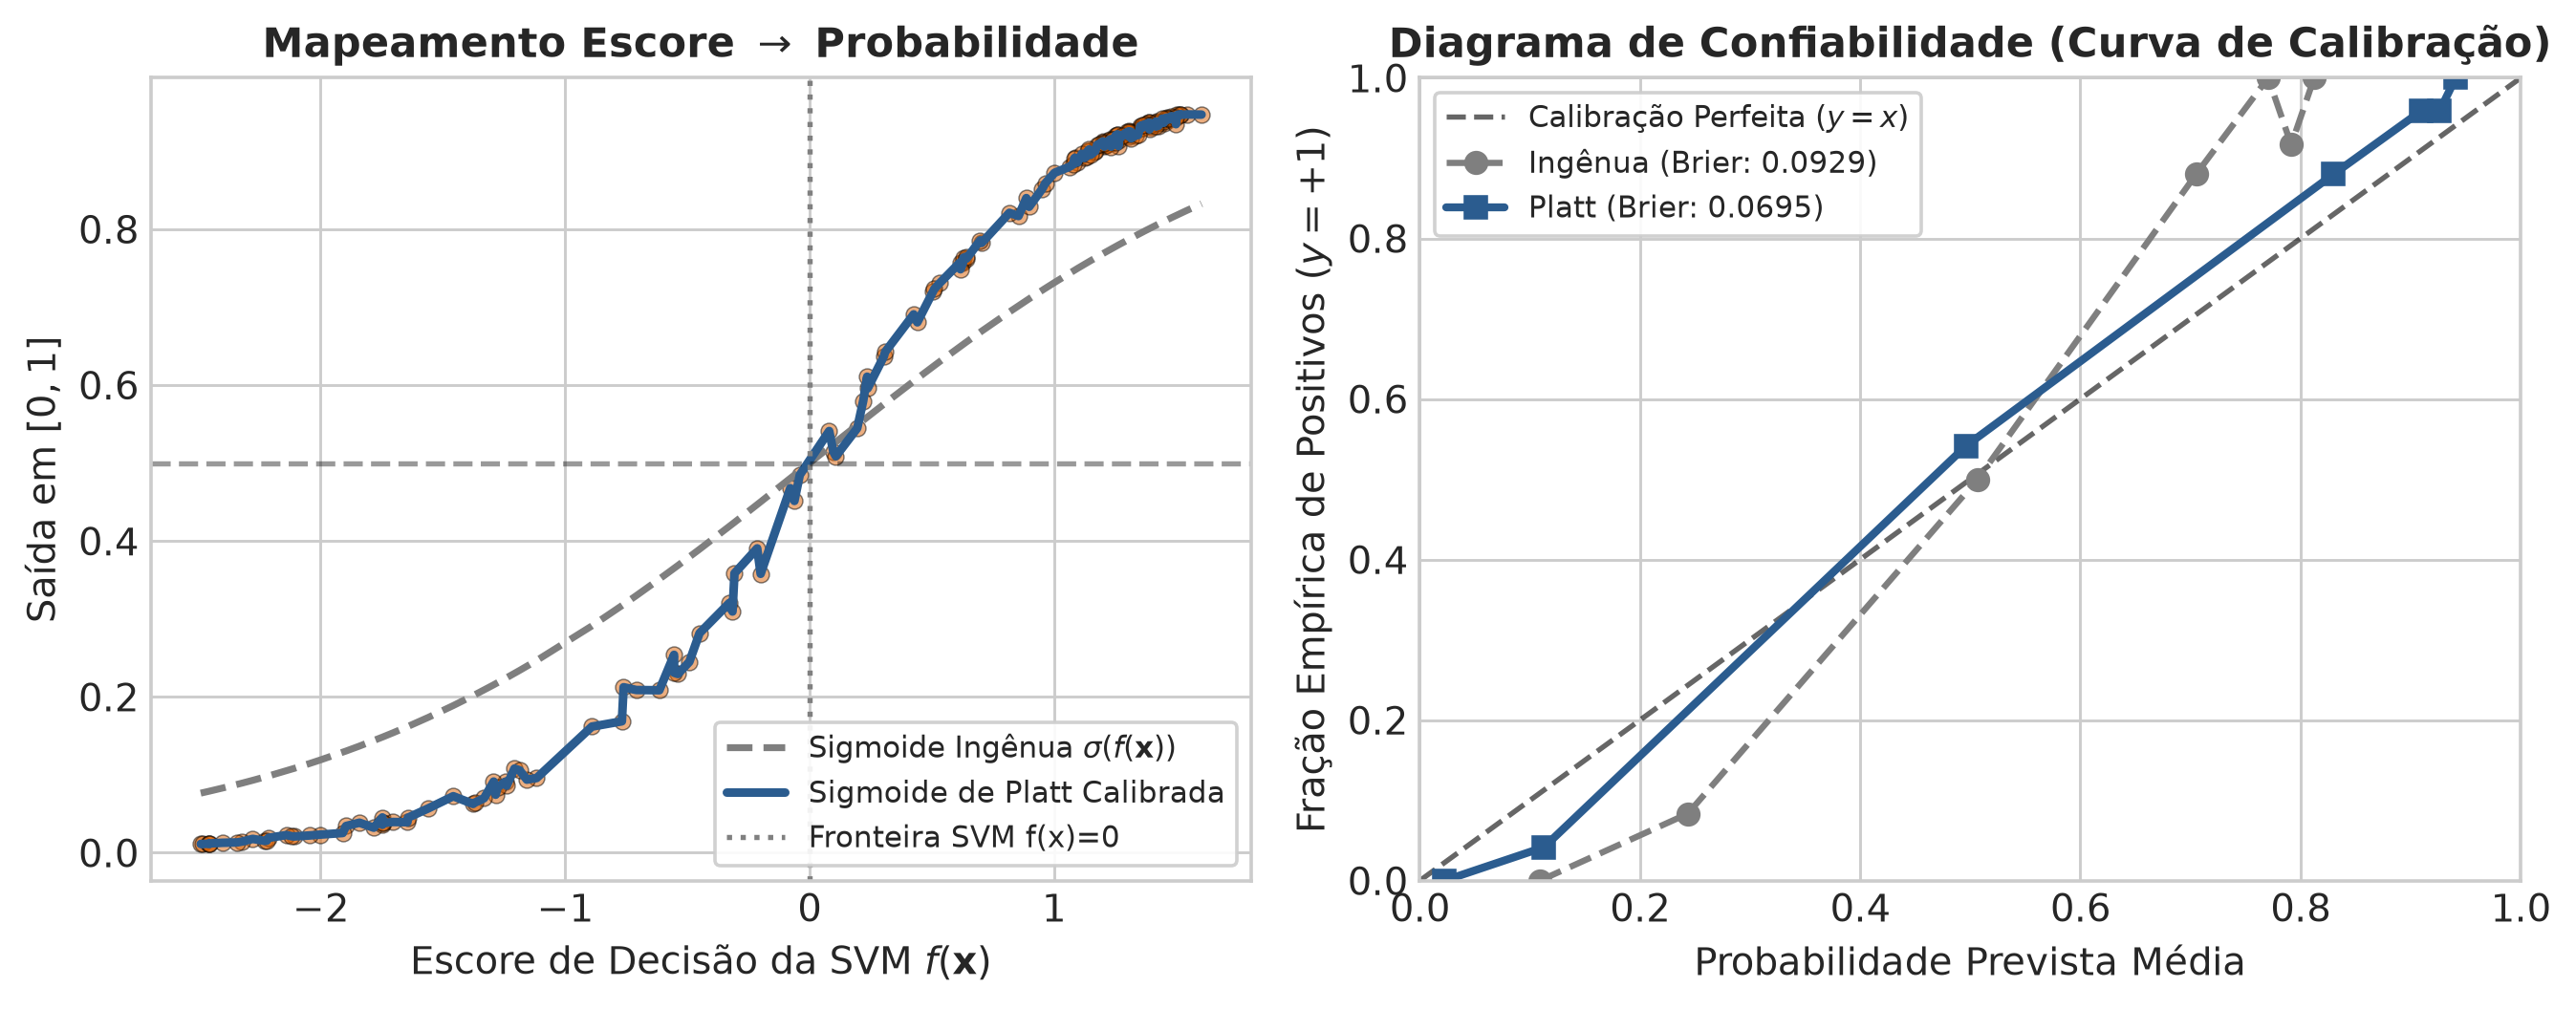 Mapeamento Escore → Probabilidade
Saída em [0, 1]
0.8
0.6
0.4
0.2
0.0
Sigmoide Ingênua σ(f(x))
Sigmoide de Platt Calibrada
Fronteira SVM f(x)=0
−2
−1
0
1
Escore de Decisão da SVM f(x)
Diagrama de Confiabilidade (Curva de Calibração)
Fração Empírica de Positivos (y = +1)
1.0
0.8
0.6
0.4
0.2
0.0
Calibração Perfeita (y = x)
Ingênua (Brier: 0.0929)
Platt (Brier: 0.0695)
0.0
0.2
0.4
0.6
0.8
1.0
Probabilidade Prevista Média